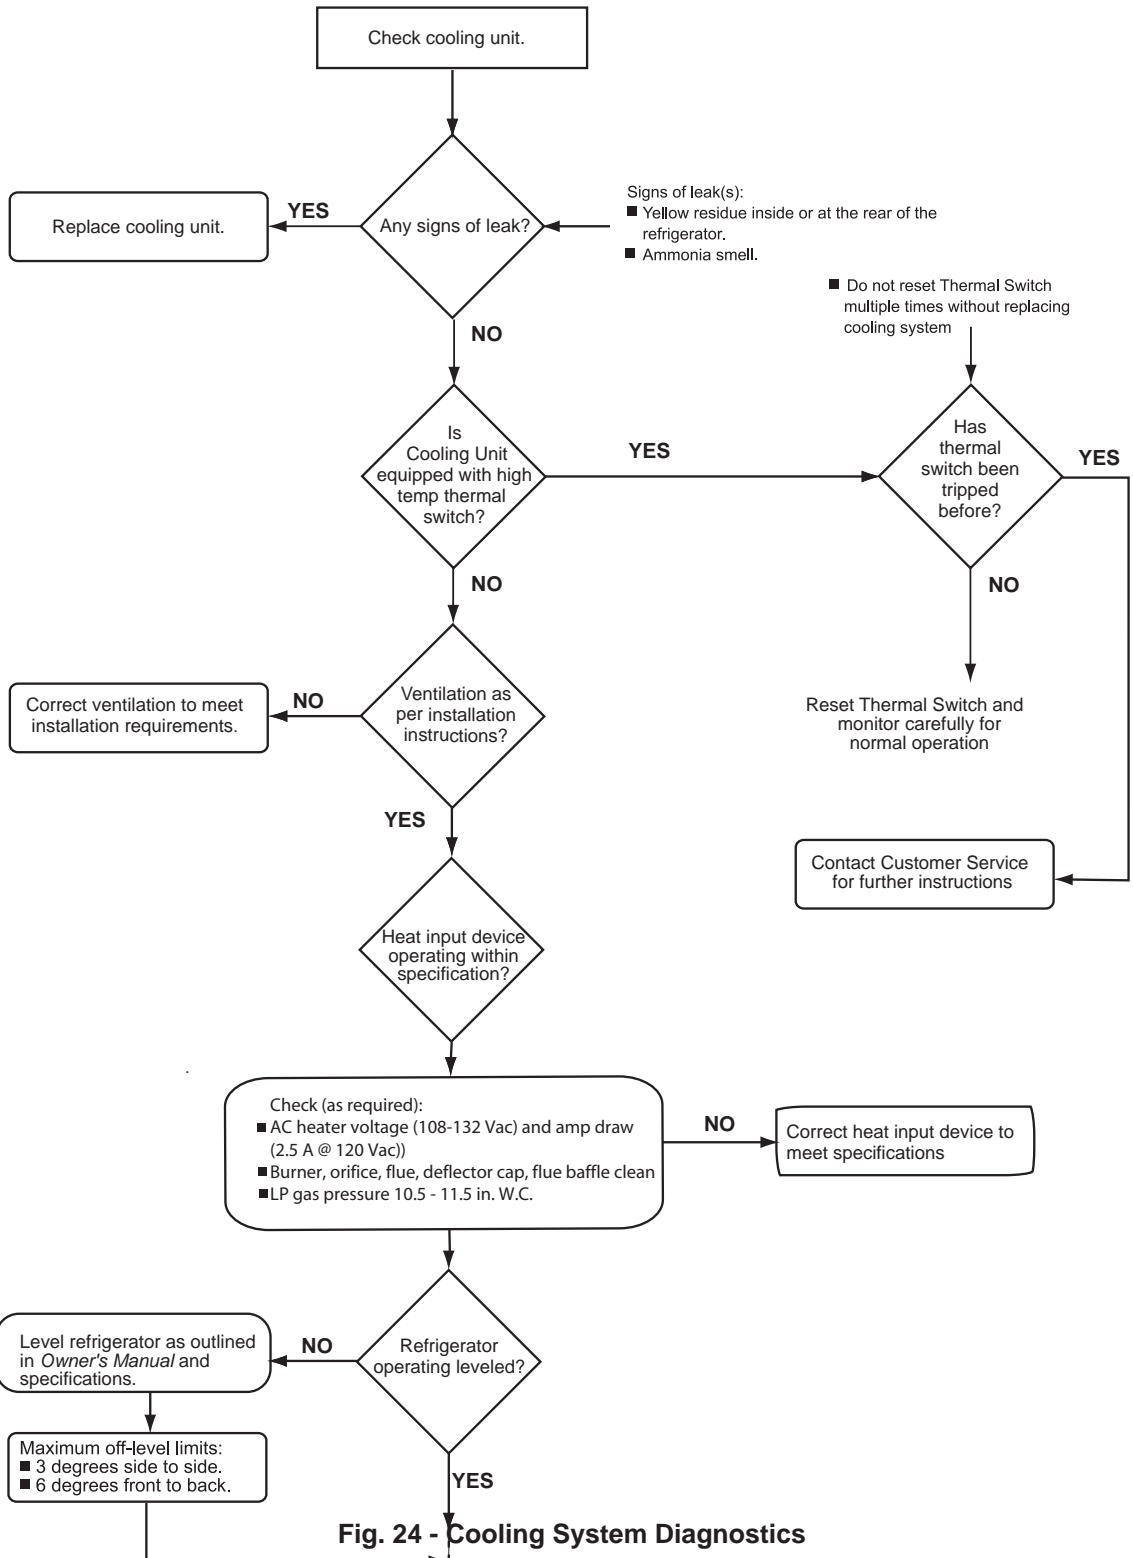 Check cooling unit.
Any signs of leak?
YES
Replace cooling unit.
Signs of leak(s):
■ Yellow residue inside or at the rear of the
refrigerator.
■ Ammonia smell.
■ Do not reset Thermal Switch
multiple times without replacing
cooling system
NO
Is
Cooling Unit
equipped with high
temp thermal
switch?
YES
Has
thermal
switch been
tripped
before?
YES
NO
NO
Reset Thermal Switch and
monitor carefully for
normal operation
Ventilation as
per installation
instructions?
NO
Correct ventilation to meet
installation requirements.
YES
Contact Customer Service
for further instructions
Heat input device
operating within
specification?
Check (as required):
■ AC heater voltage (108-132 Vac) and amp draw
(2.5 A @ 120 Vac))
■ Burner, orifice, flue, deflector cap, flue baffle clean
■ LP gas pressure 10.5 - 11.5 in. W.C.
NO
Correct heat input device to
meet specifications
Refrigerator
operating leveled?
NO
Level refrigerator as outlined
in Owner's Manual and
specifications.
Maximum off-level limits:
■ 3 degrees side to side.
■ 6 degrees front to back.
YES
Fig. 24 - Cooling System Diagnostics